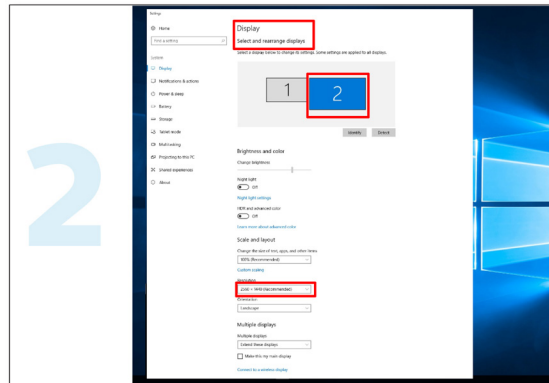 2
Settings
Home
Find a setting
SYSTEM
Display
Notifications & actions
Power & sleep
Battery
Storage
Tablet mode
Multitasking
Projecting to this PC
Shared experiences
About
Display
Select and rearrange displays
Select a display below to change its settings. Some settings are applied to all displays.
1
2
Identify
Detect
Brightness and color
Change brightness
Night light
Off
Night light settings
HDR and advanced color
Off
Learn more about advanced color
Scale and layout
Change the size of text, apps, and other items
100% (Recommended)
Custom scaling
Resolution
(Recommended)
Orientation
Landscape
Multiple displays
Multiple displays
Extend these displays
Make this my main display
Connect to a wireless display